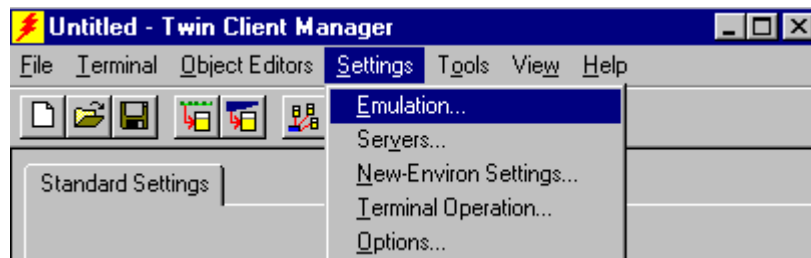 Untitled - Twin Client Manager
File Terminal Object Editors Settings Tools View Help
Emulation...
Servers...
Standard Settings
New-Environ Settings...
Terminal Operation...
Options...